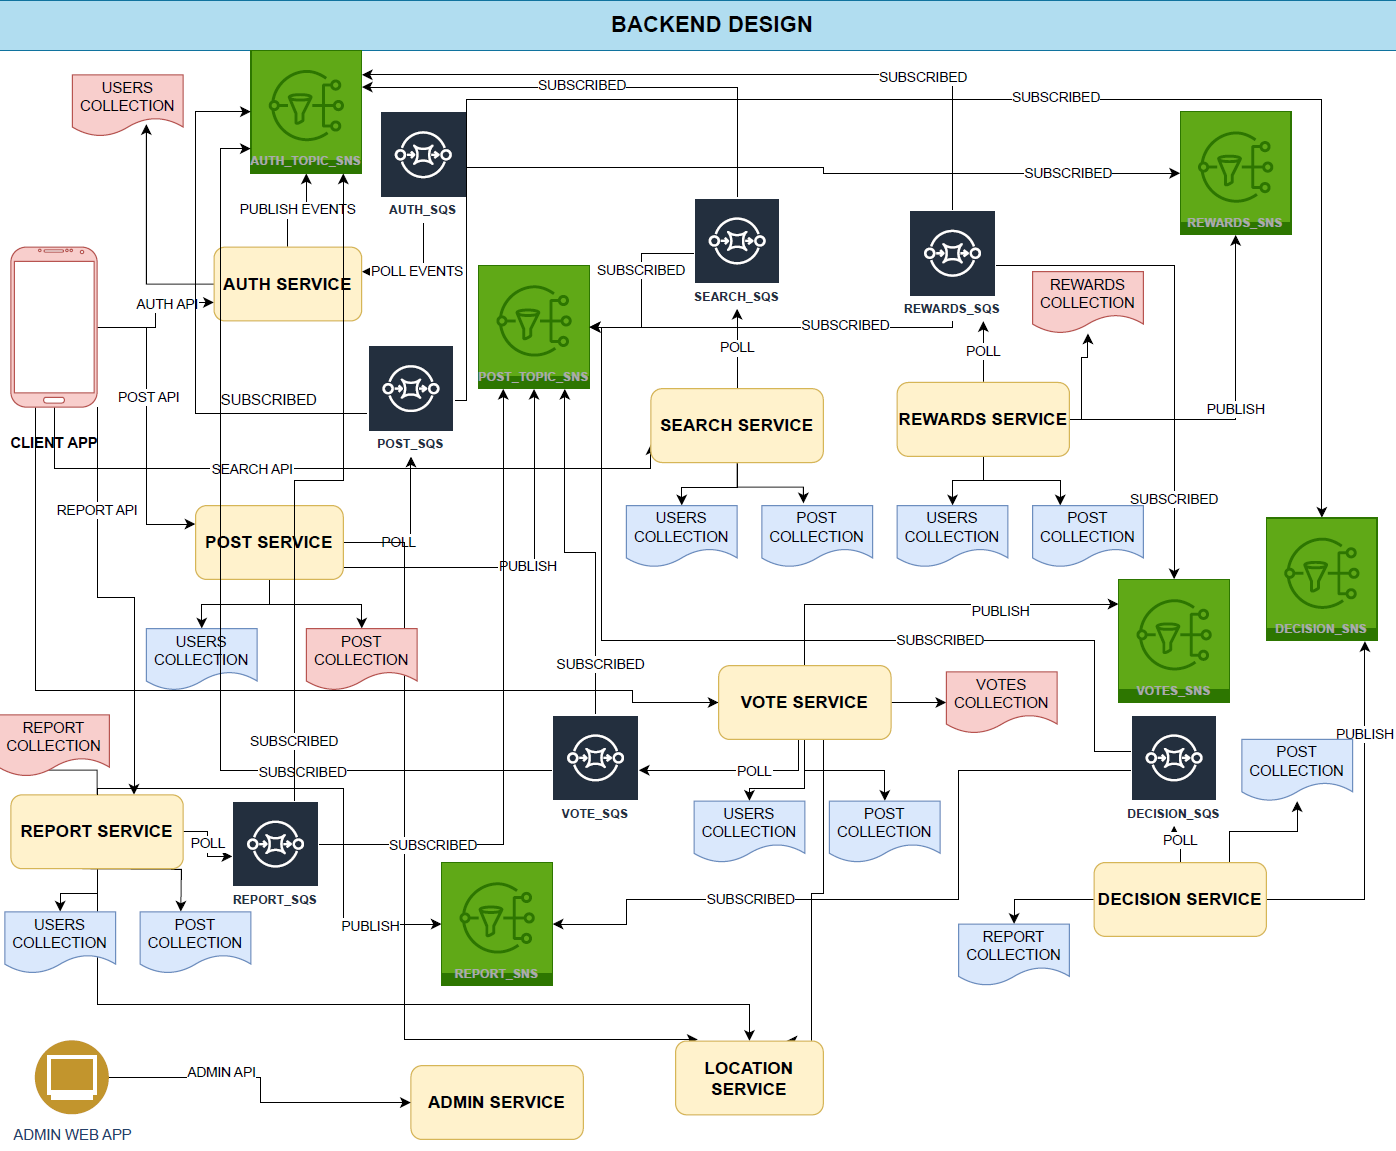 BACKEND DESIGN
USERS
COLLECTION
SUBSCRIBED
SUBSCRIBED
SUBSCRIBED
AUTH_TOPIC_SNS
SUBSCRIBED
PUBLISH EVENTS
AUTH_SQS
REWARDS_SNS
POLL EVENTS
AUTH SERVICE
SUBSCRIBED
AUTH API
SEARCH_SQS
REWARDS_SQS
REWARDS
COLLECTION
SUBSCRIBED
POLL
POLL
POST_TOPIC_SNS
POST API
SUBSCRIBED
PUBLISH
CLIENT APP
POST_SQS
SEARCH SERVICE
REWARDS SERVICE
SEARCH API
SUBSCRIBED
REPORT API
USERS
COLLECTION
POST
COLLECTION
USERS
COLLECTION
POST
COLLECTION
POST SERVICE
POLL
PUBLISH
PUBLISH
DECISION_SNS
USERS
COLLECTION
POST
COLLECTION
SUBSCRIBED
SUBSCRIBED
VOTES_SNS
VOTE SERVICE
VOTES
COLLECTION
REPORT
COLLECTION
SUBSCRIBED
PUBLISH
POST
COLLECTION
SUBSCRIBED
POLL
VOTE_SQS
USERS
COLLECTION
POST
COLLECTION
DECISION_SQS
REPORT SERVICE
POLL
SUBSCRIBED
POLL
REPORT_SQS
SUBSCRIBED
DECISION SERVICE
USERS
COLLECTION
POST
COLLECTION
PUBLISH
REPORT
COLLECTION
REPORT_SNS
LOCATION
SERVICE
ADMIN API
ADMIN SERVICE
ADMIN WEB APP